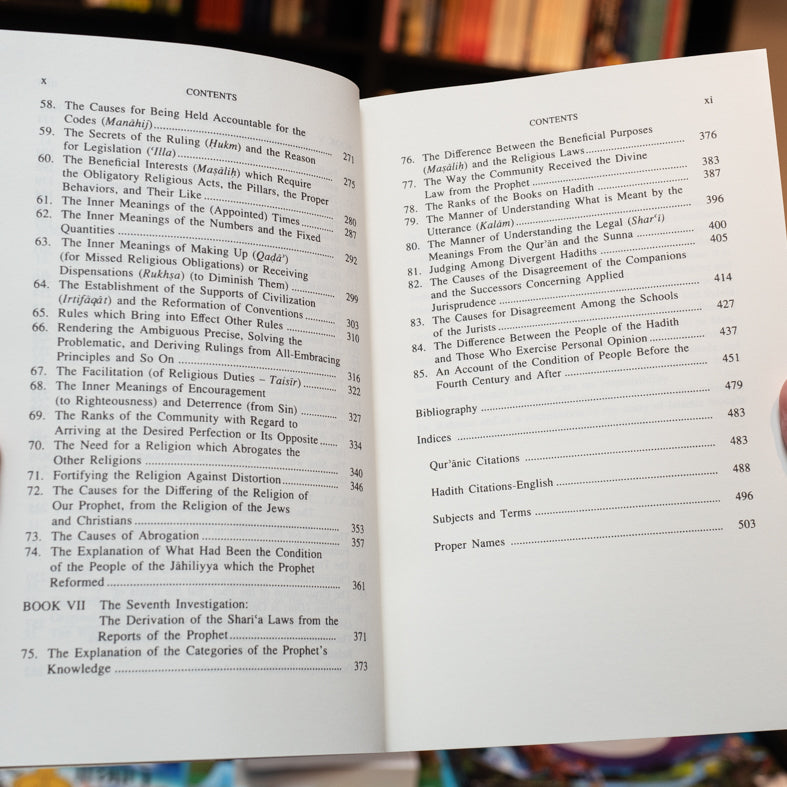 x
CONTENTS
58. The Causes for Being Held Accountable for the
Codes (Manāhij)........ 271
59. The Secrets of the Ruling (Hukm) and the Reason
for Legislation (ʿIlla)........ 275
60. The Beneficial Interests (Maṣāliḥ) which Require
the Obligatory Religious Acts, the Pillars, the Proper
Behaviors, and Their Like........ 280
61. The Inner Meanings of the (Appointed) Times........ 287
62. The Inner Meanings of the Numbers and the Fixed
Quantities........ 292
63. The Inner Meanings of Making Up (Qaḍāʾ)
(for Missed Religious Obligations) or Receiving
Dispensations (Rukhṣa) (to Diminish Them)........ 299
64. The Establishment of the Supports of Civilization
(Irtifāqāt) and the Reformation of Conventions........ 303
65. Rules which Bring into Effect Other Rules........ 310
66. Rendering the Ambiguous Precise, Solving the
Problematic, and Deriving Rulings from All-Embracing
Principles and So On........ 316
67. The Facilitation (of Religious Duties – Taisīr)........ 322
68. The Inner Meanings of Encouragement
(to Righteousness) and Deterrence (from Sin)........ 327
69. The Ranks of the Community with Regard to
Arriving at the Desired Perfection or Its Opposite...... 334
70. The Need for a Religion which Abrogates the
Other Religions........ 340
71. Fortifying the Religion Against Distortion........ 346
72. The Causes for the Differing of the Religion of
Our Prophet, from the Religion of the Jews
and Christians........ 353
73. The Causes of Abrogation........ 357
74. The Explanation of What Had Been the Condition
of the People of the Jāhiliyya which the Prophet
Reformed........ 361
BOOK VII The Seventh Investigation:
The Derivation of the Shariʿa Laws from the
Reports of the Prophet........ 371
75. The Explanation of the Categories of the Prophet's
Knowledge........ 373
xi
CONTENTS
76. The Difference Between the Beneficial Purposes
(Maṣāliḥ) and the Religious Laws........ 376
77. The Way the Community Received the Divine
Law from the Prophet........ 383
78. The Ranks of the Books on Hadith........ 387
79. The Manner of Understanding What is Meant by the
Utterance (Kalām)........ 396
80. The Manner of Understanding the Legal (Sharʿī)
Meanings From the Qurʾān and the Sunna........ 400
81. Judging Among Divergent Hadiths........ 405
82. The Causes of the Disagreement of the Companions
and the Successors Concerning Applied
Jurisprudence........ 414
83. The Causes for Disagreement Among the Schools
of the Jurists........ 427
84. The Difference Between the People of the Hadith
and Those Who Exercise Personal Opinion........ 437
85. An Account of the Condition of People Before the
Fourth Century and After........ 451
Bibliography........ 479
Indices........ 483
Qurʾānic Citations........ 483
Hadith Citations-English........ 488
Subjects and Terms........ 496
Proper Names........ 503